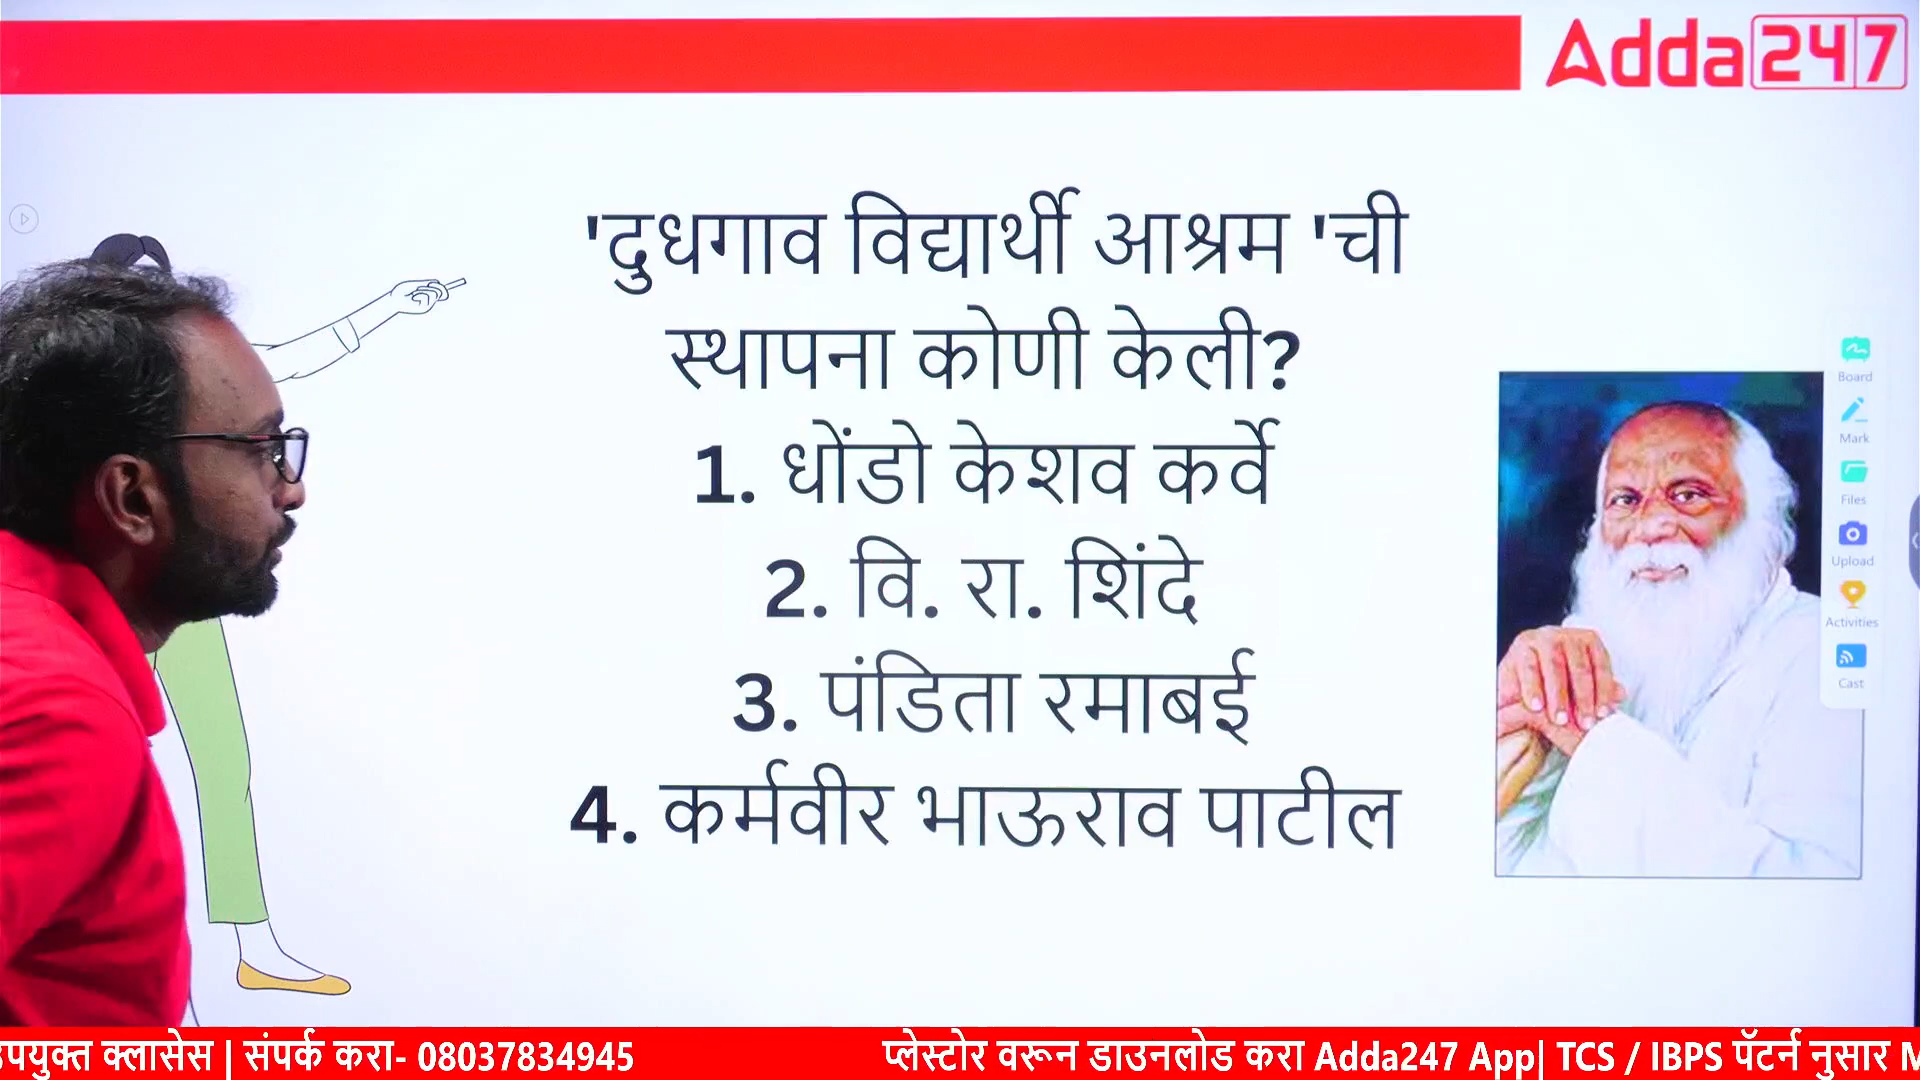 Adda247
'दुधगाव विद्यार्थी आश्रम 'ची
स्थापना कोणी केली?
1. धोंडो केशव कर्वे
2. वि. रा. शिंदे
3. पंडिता रमाबई
4. कर्मवीर भाऊराव पाटील
Board
Mark
Files
Upload
Activities
Cast
उपयुक्त क्लासेस | संपर्क करा- 08037834945 प्लेस्टोर वरून डाउनलोड करा Adda247 App| TCS / IBPS पॅटर्न नुसार M